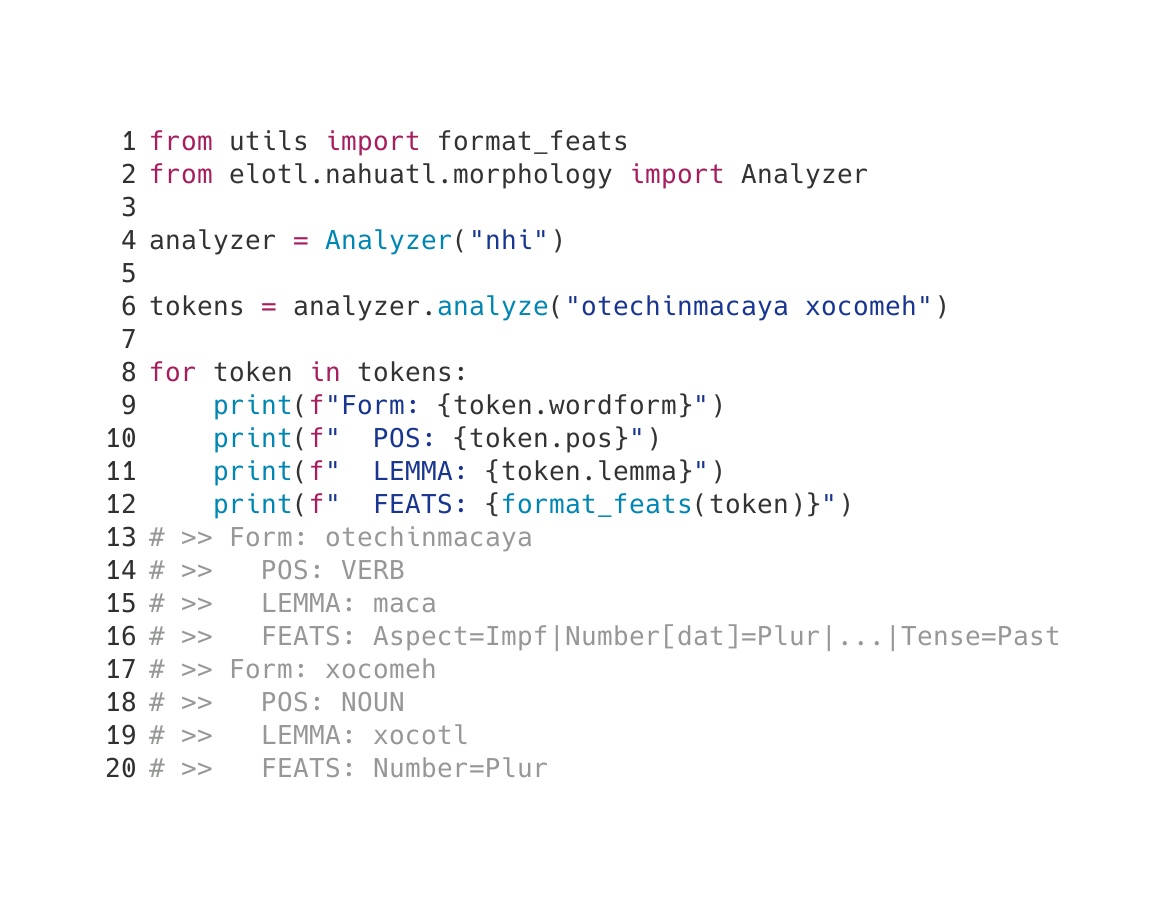 1 from utils import format_feats
2 from elotl.nahuatl.morphology import Analyzer
3
4 analyzer = Analyzer("nhi")
5
6 tokens = analyzer.analyze("otechinmacaya xocomeh")
7
8 for token in tokens:
9     print(f"Form: {token.wordform}")
10     print(f"  POS: {token.pos}")
11     print(f"  LEMMA: {token.lemma}")
12     print(f"  FEATS: {format_feats(token)}")
13 # >> Form: otechinmacaya
14 # >>   POS: VERB
15 # >>   LEMMA: maca
16 # >>   FEATS: Aspect=Impf|Number[dat]=Plur|...|Tense=Past
17 # >> Form: xocomeh
18 # >>   POS: NOUN
19 # >>   LEMMA: xocotl
20 # >>   FEATS: Number=Plur